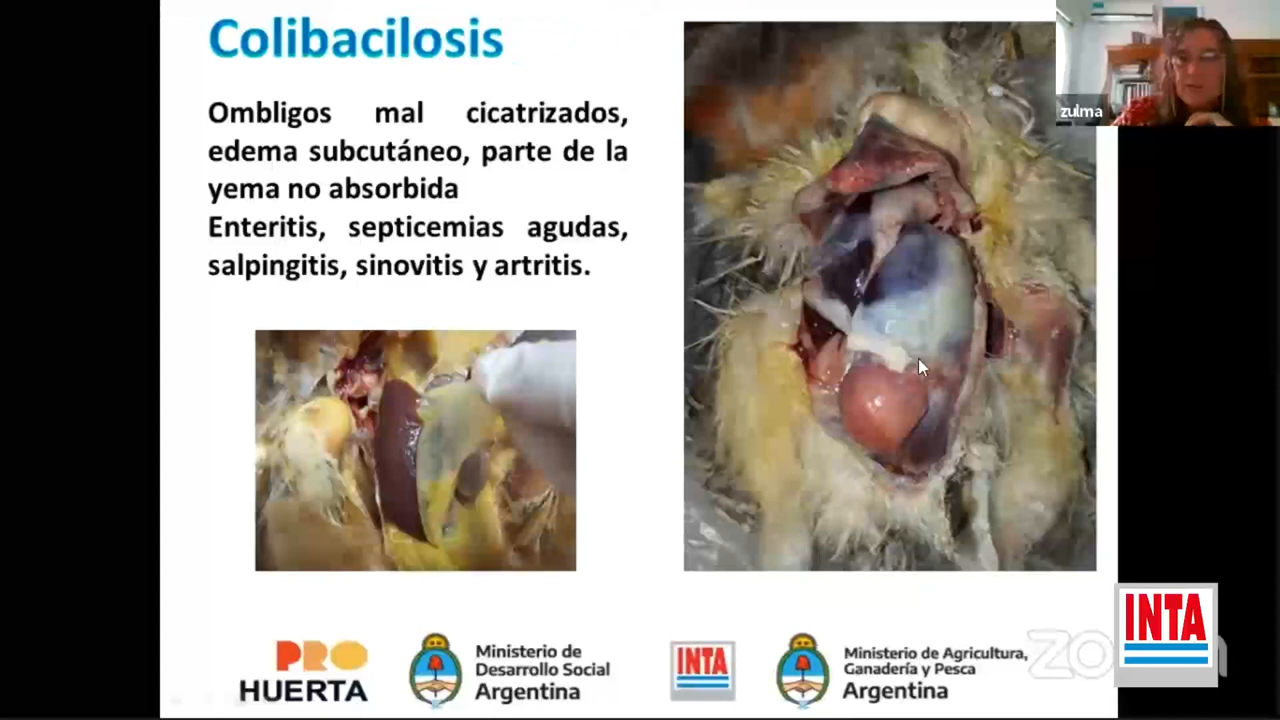 Colibacilosis
Ombligos mal cicatrizados,
edema subcutáneo, parte de la
yema no absorbida
Enteritis, septicemias agudas,
salpingitis, sinovitis y artritis.
zulma
PRO
HUERTA
Ministerio de
Desarrollo Social
Argentina
INTA
Ministerio de Agricultura,
Ganadería y Pesca
Argentina
INTA